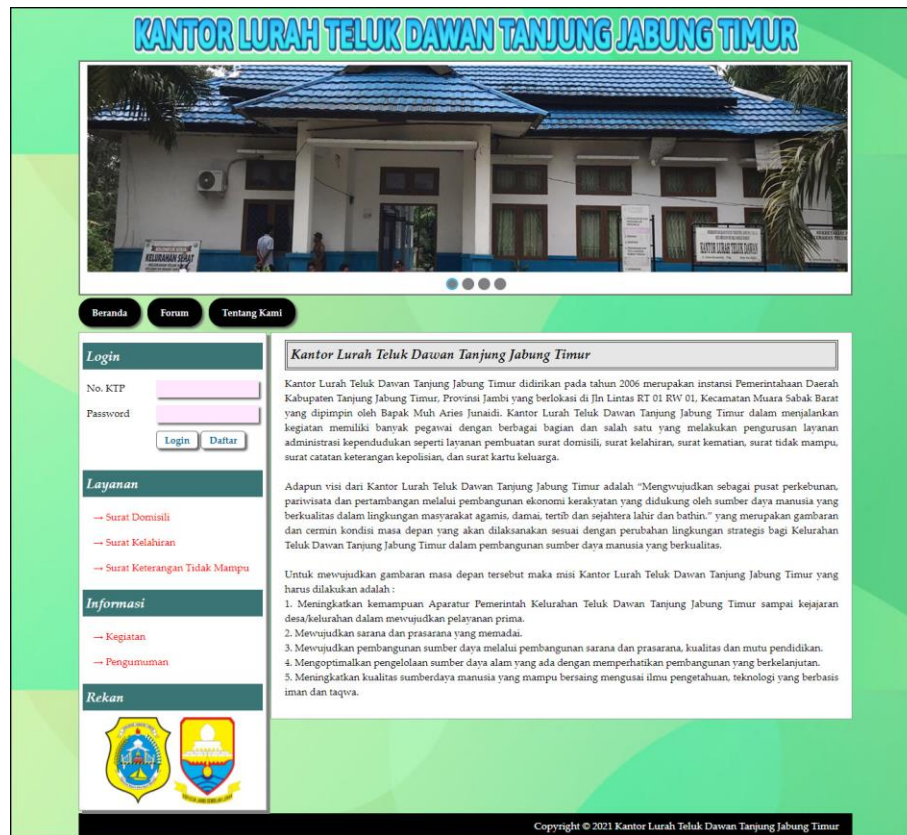 KANTOR LURAH TELUK DAWAN TANJUNG JABUNG TIMUR
KELURAHAN SEHAT
KANTOR LURAH TELUK DAWAN
Beranda
Forum
Tentang Kami
Login
No. KTP
Password
Login
Daftar
Layanan
→ Surat Domisili
→ Surat Kelahiran
→ Surat Keterangan Tidak Mampu
Informasi
→ Kegiatan
→ Pengumuman
Rekan
Kantor Lurah Teluk Dawan Tanjung Jabung Timur
Kantor Lurah Teluk Dawan Tanjung Jabung Timur didirikan pada tahun 2006 merupakan instansi Pemerintahaan Daerah
Kabupaten Tanjung Jabung Timur, Provinsi Jambi yang berlokasi di Jln Lintas RT 01 RW 01, Kecamatan Muara Sabak Barat
yang dipimpin oleh Bapak Muh Aries Junaidi. Kantor Lurah Teluk Dawan Tanjung Jabung Timur dalam menjalankan
kegiatan memiliki banyak pegawai dengan berbagai bagian dan salah satu yang melakukan pengurusan layanan
administrasi kependudukan seperti layanan pembuatan surat domisili, surat kelahiran, surat kematian, surat tidak mampu,
surat catatan keterangan kepolisian, dan surat kartu keluarga.
Adapun visi dari Kantor Lurah Teluk Dawan Tanjung Jabung Timur adalah “Mengwujudkan sebagai pusat perkebunan,
pariwisata dan pertambangan melalui pembangunan ekonomi kerakyatan yang didukung oleh sumber daya manusia yang
berkualitas dalam lingkungan masyarakat agamis, damai, tertib dan sejahtera lahir dan bathin.” yang merupakan gambaran
dan cermin kondisi masa depan yang akan dilaksanakan sesuai dengan perubahan lingkungan strategis bagi Kelurahan
Teluk Dawan Tanjung Jabung Timur dalam pembangunan sumber daya manusia yang berkualitas.
Untuk mewujudkan gambaran masa depan tersebut maka misi Kantor Lurah Teluk Dawan Tanjung Jabung Timur yang
harus dilakukan adalah :
1. Meningkatkan kemampuan Aparatur Pemerintah Kelurahan Teluk Dawan Tanjung Jabung Timur sampai kejajaran
desa/kelurahan dalam mewujudkan pelayanan prima.
2. Mewujudkan sarana dan prasarana yang memadai.
3. Mewujudkan pembangunan sumber daya melalui pembangunan sarana dan prasarana, kualitas dan mutu pendidikan.
4. Mengoptimalkan pengelolaan sumber daya alam yang ada dengan memperhatikan pembangunan yang berkelanjutan.
5. Meningkatkan kualitas sumberdaya manusia yang mampu bersaing mengusai ilmu pengetahuan, teknologi yang berbasis
iman dan taqwa.
Copyright © 2021 Kantor Lurah Teluk Dawan Tanjung Jabung Timur